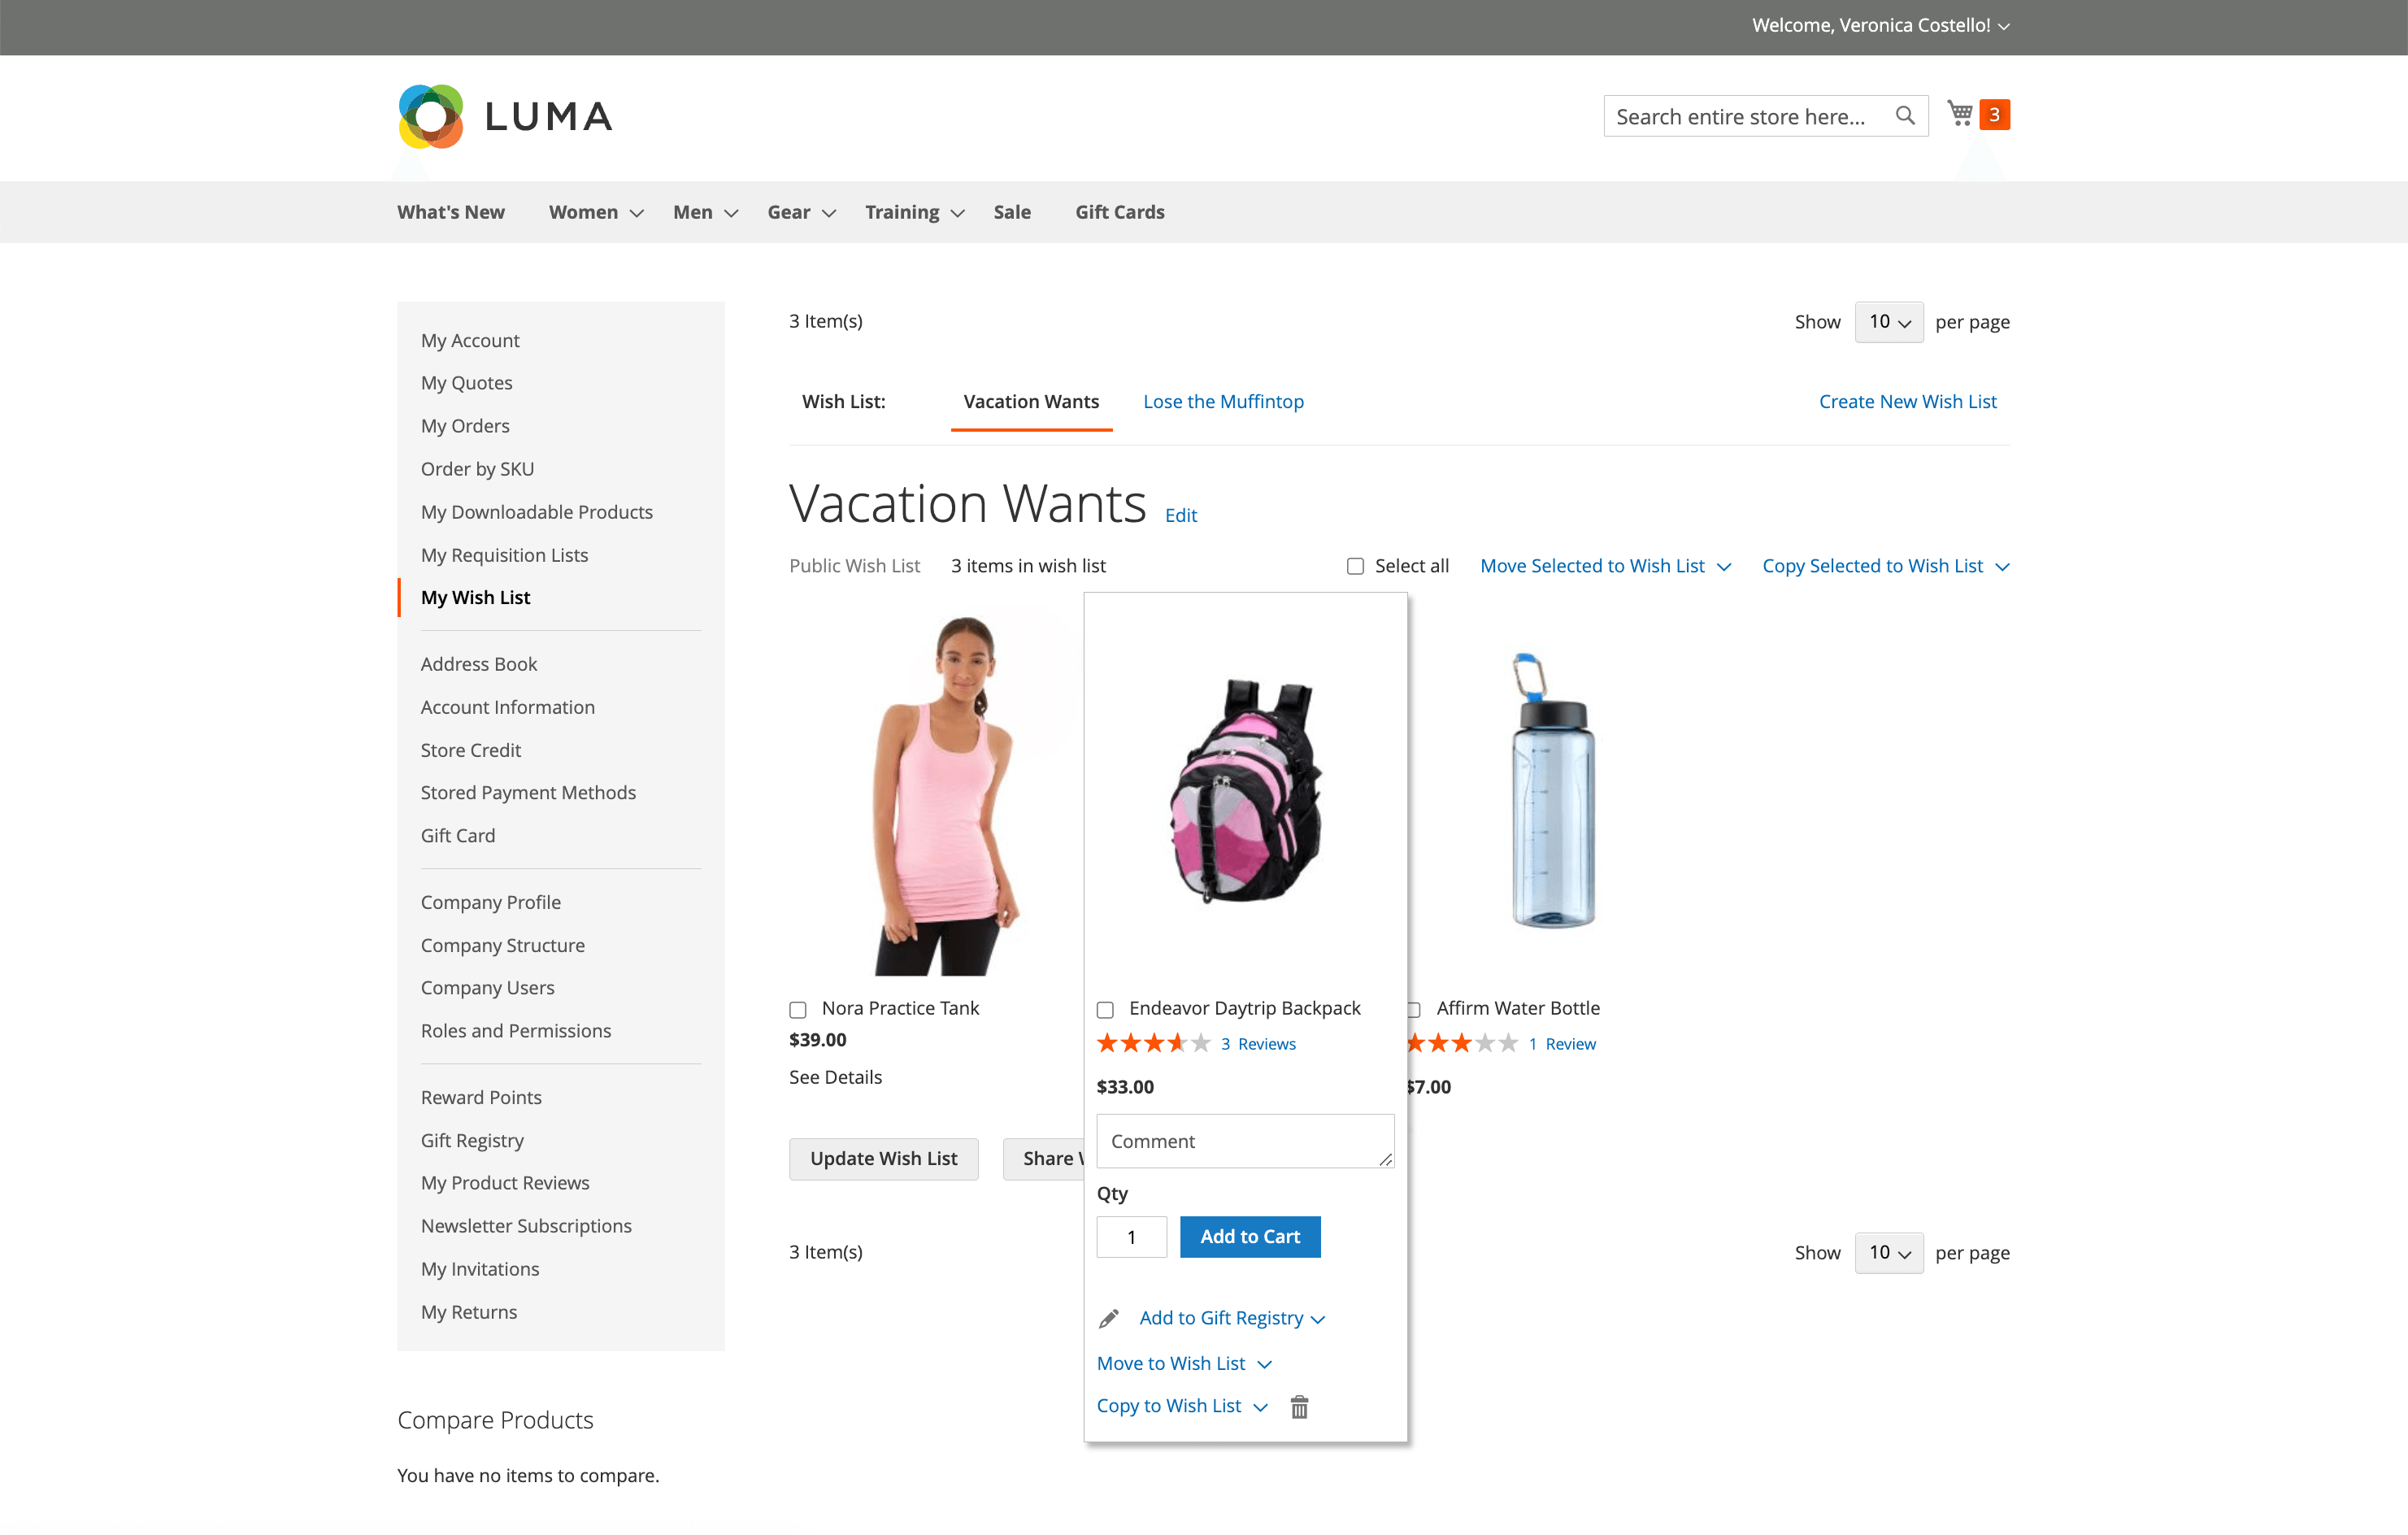 Welcome, Veronica Costello!
LUMA
Search entire store here...
3
What's New Women Men Gear Training Sale Gift Cards
My Account
My Quotes
My Orders
Order by SKU
My Downloadable Products
My Requisition Lists
My Wish List
Address Book
Account Information
Store Credit
Stored Payment Methods
Gift Card
Company Profile
Company Structure
Company Users
Roles and Permissions
Reward Points
Gift Registry
My Product Reviews
Newsletter Subscriptions
My Invitations
My Returns
Compare Products
You have no items to compare.
3 Item(s)
Show 10 per page
Wish List: Vacation Wants Lose the Muffintop Create New Wish List
Vacation Wants Edit
Public Wish List 3 items in wish list Select all Move Selected to Wish List Copy Selected to Wish List
Nora Practice Tank
$39.00
See Details
Endeavor Daytrip Backpack
3 Reviews
$33.00
Comment
Qty
1 Add to Cart
Add to Gift Registry
Move to Wish List
Copy to Wish List
Affirm Water Bottle
1 Review
$7.00
Update Wish List Share
3 Item(s)
Show 10 per page